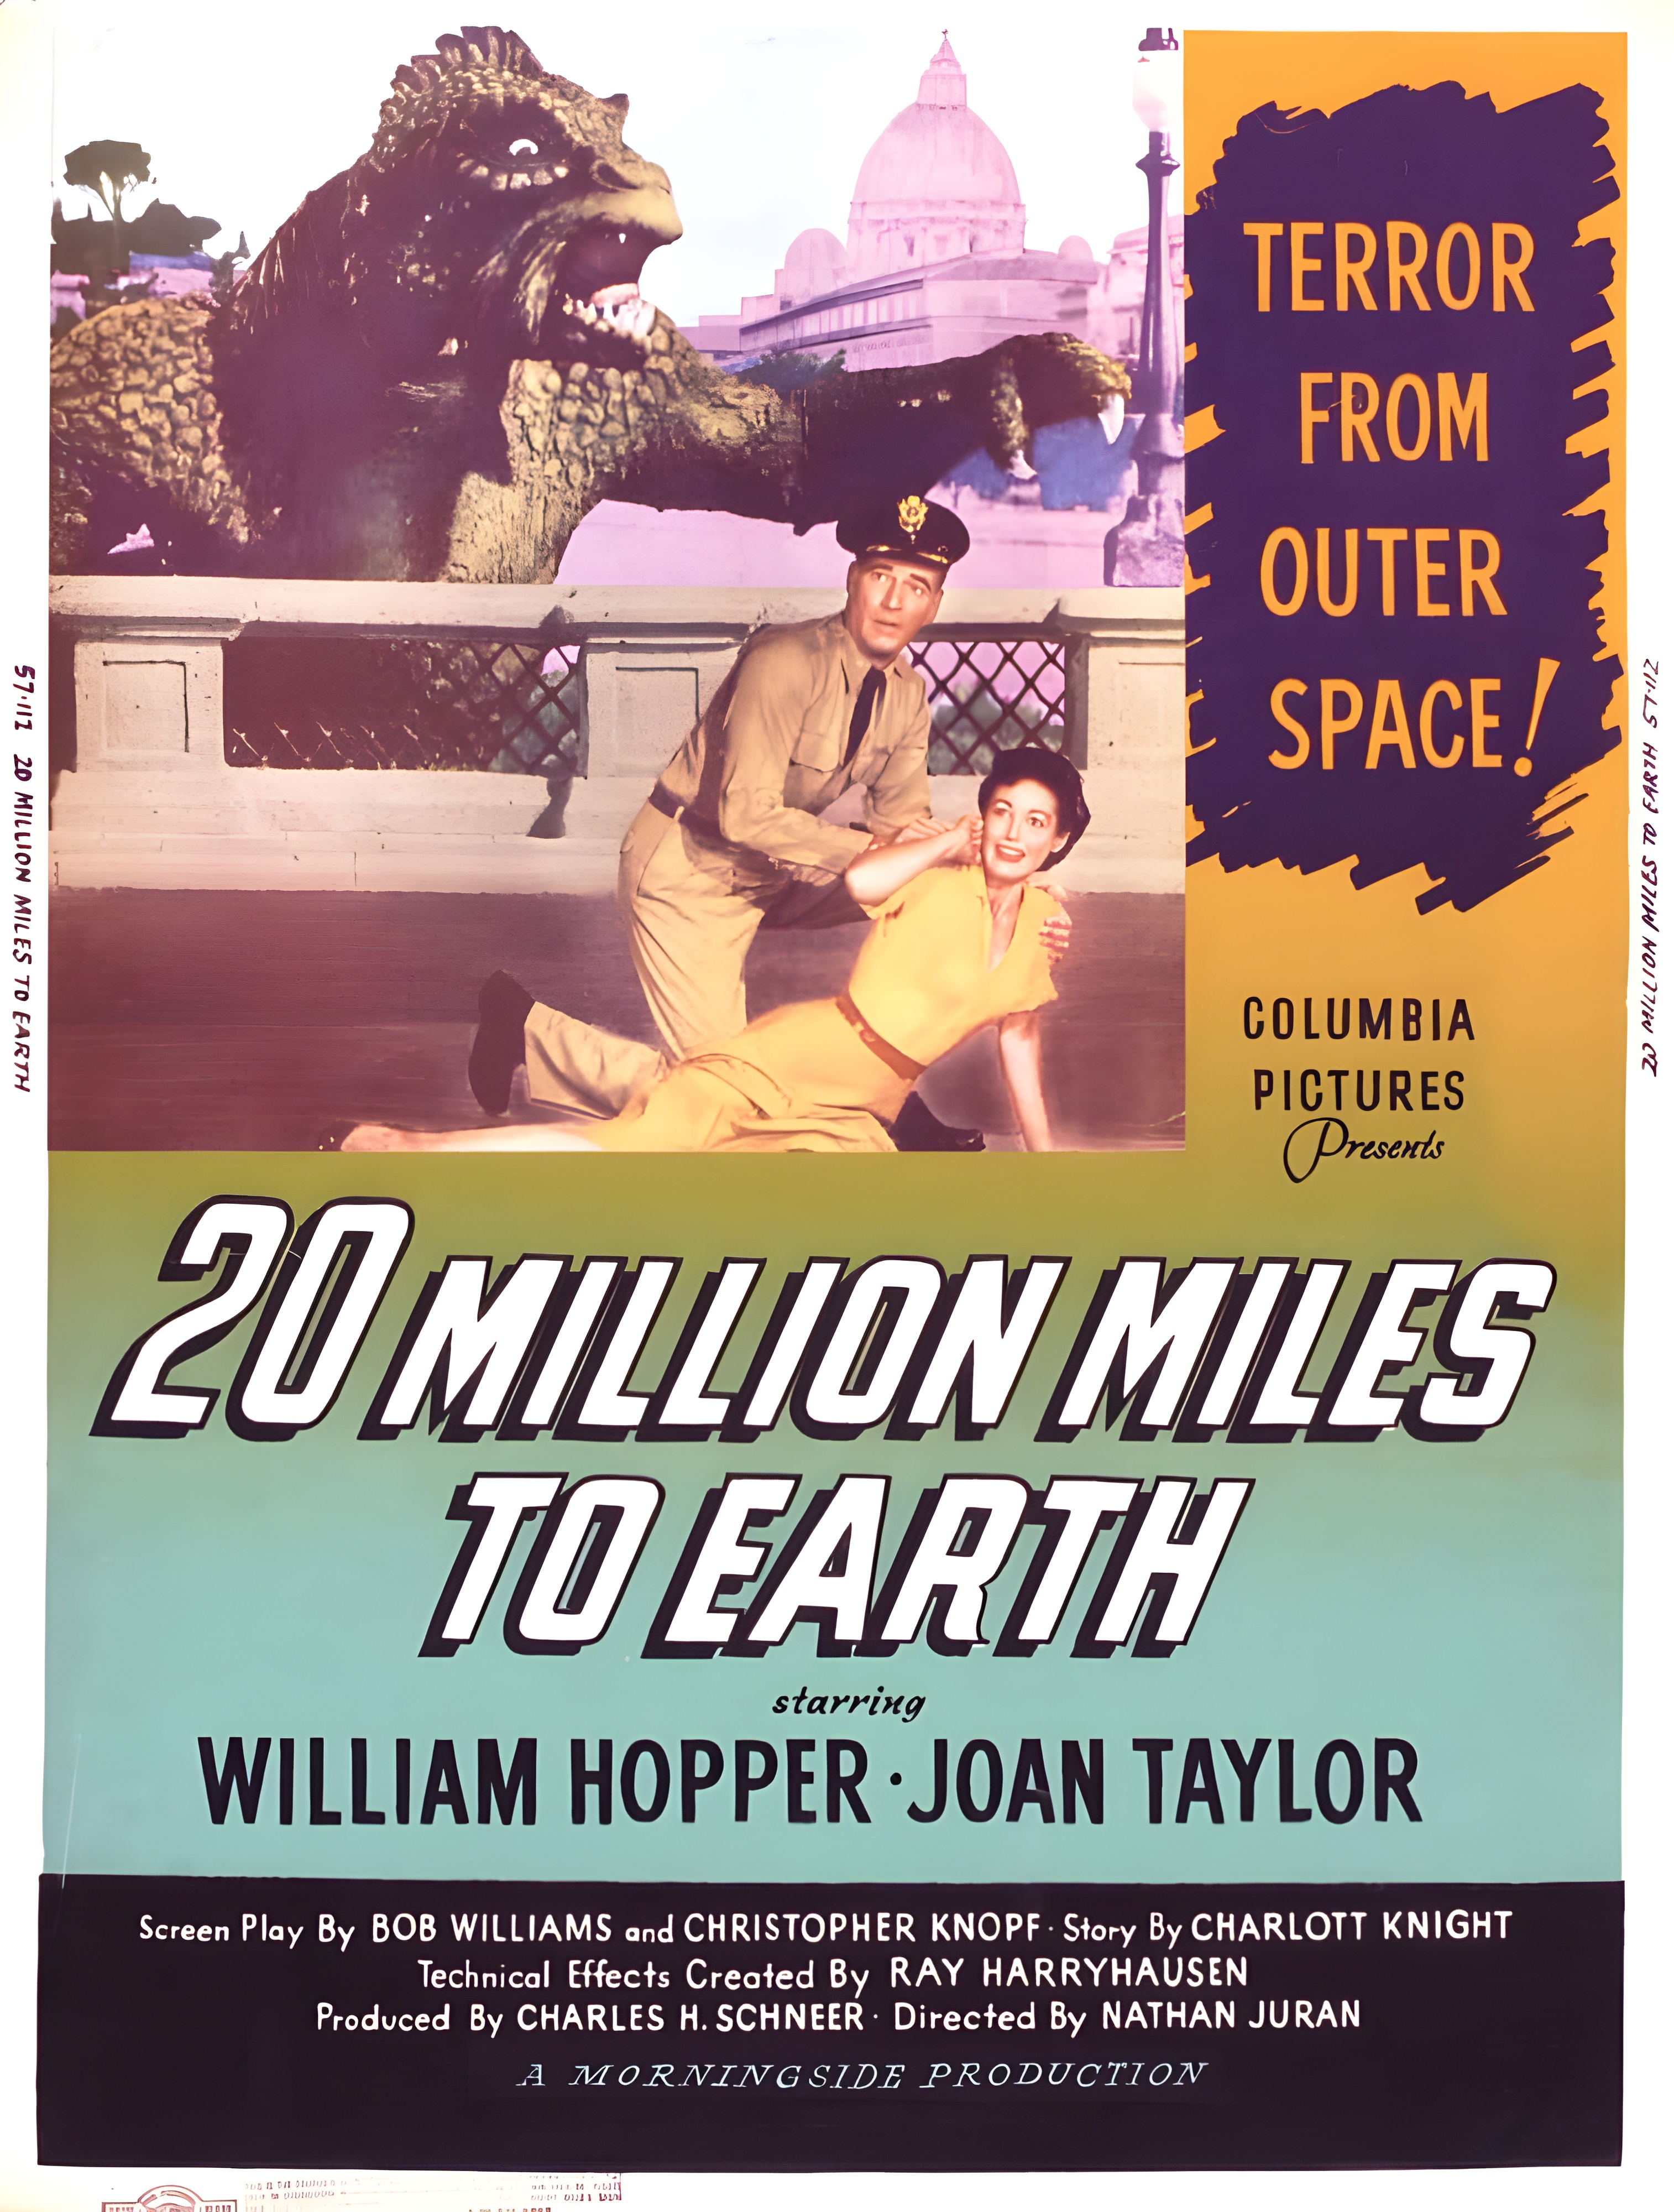 TERROR
FROM
OUTER
SPACE!
COLUMBIA
PICTURES
Presents
20 MILLION MILES
TO EARTH
starring
WILLIAM HOPPER · JOAN TAYLOR
Screen Play By BOB WILLIAMS and CHRISTOPHER KNOPF · Story By CHARLOTT KNIGHT
Technical Effects Created By RAY HARRYHAUSEN
Produced By CHARLES H. SCHNEER · Directed By NATHAN JURAN
A MORNINGSIDE PRODUCTION
57-112 20 MILLION MILES TO EARTH
20 MILLION MILES TO EARTH 57-112